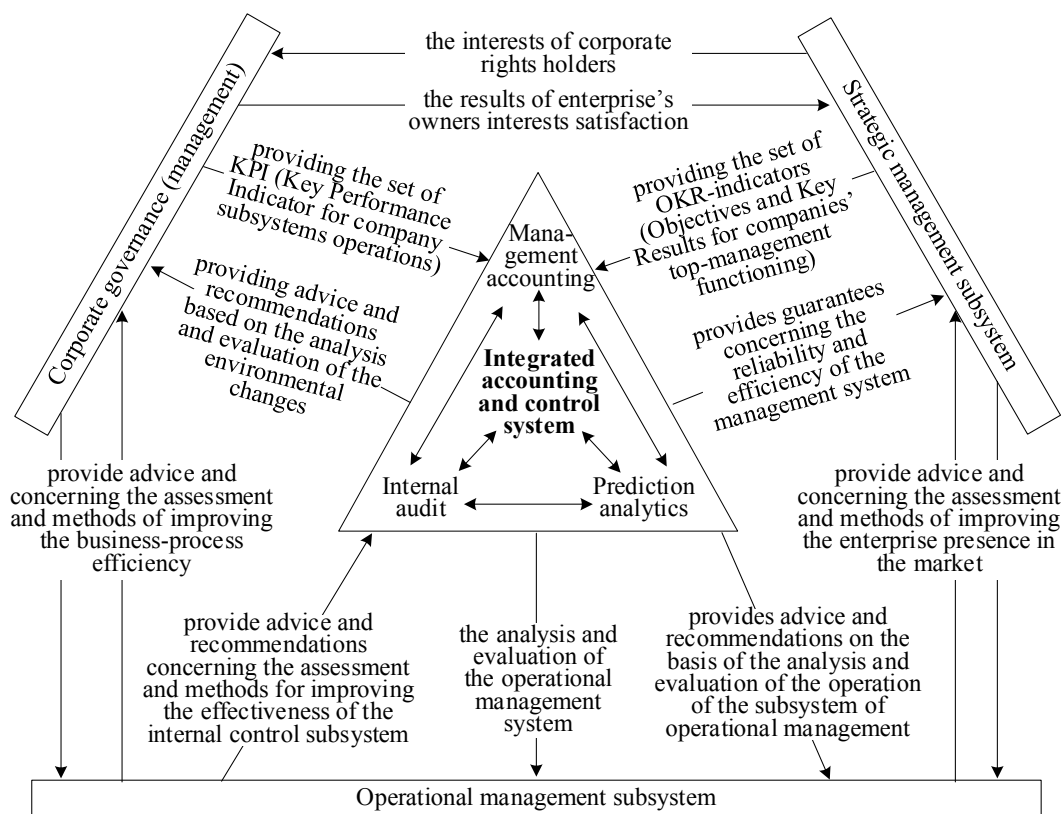 the interests of corporate
rights holders
the results of enterprise's
owners interests satisfaction
Corporate governance (management)
Strategic management subsystem
providing the set of
KPI (Key Performance
Indicator for company
subsystems operations)
providing the set of
OKR-indicators
(Objectives and Key
Results for companies'
top-management
functioning)
Mana-
gement
accounting
providing advice and
recommendations
based on the analysis
and evaluation of the
environmental
changes
provides guarantees
concerning the
reliability and
efficiency of the
management system
Integrated
accounting
and control
system
Internal
audit
Prediction
analytics
provide advice and
concerning the assessment
and methods of improving
the business-process
efficiency
provide advice and
concerning the assessment
and methods of improving
the enterprise presence in
the market
provide advice and
recommendations
concerning the assessment
and methods for improving
the effectiveness of the
internal control subsystem
the analysis and
evaluation of the
the operational
management
system
provides advice and
recommendations on the
basis of the analysis and
evaluation of the operation
of the subsystem of
operational management
Operational management subsystem